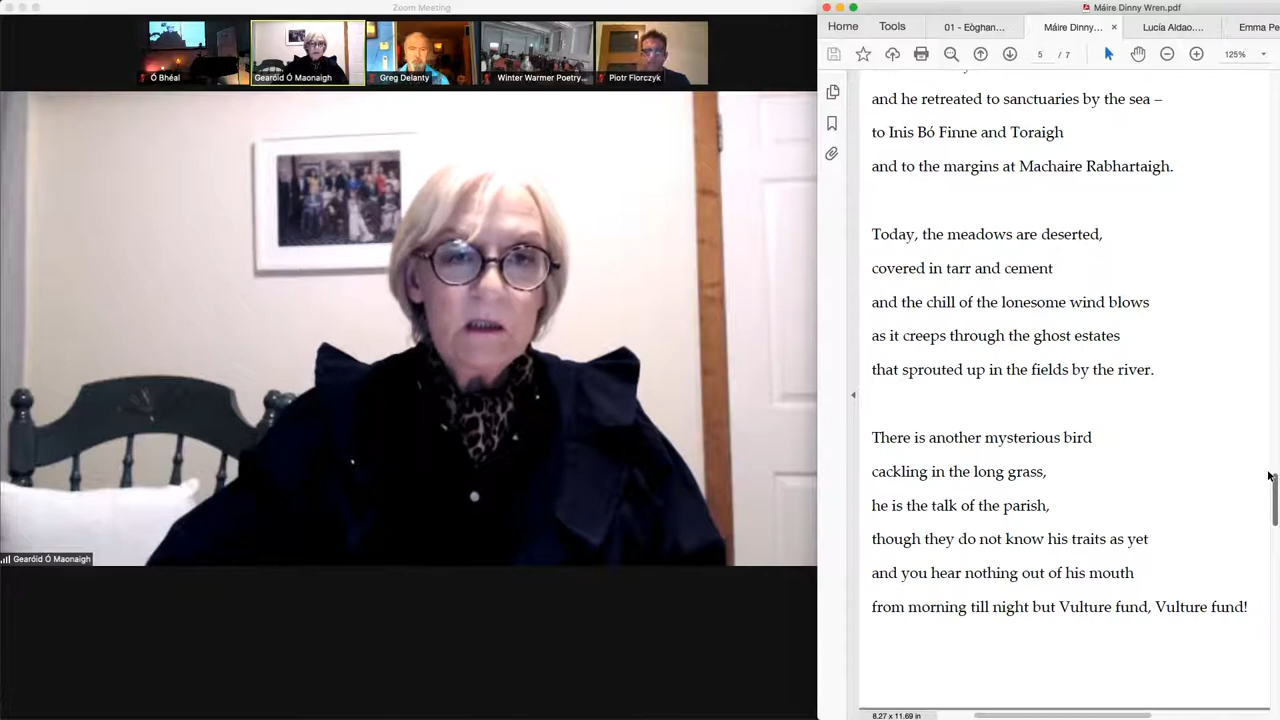 Zoom Meeting
Ó Bhéal
Gearóid Ó Maonaigh
Greg Delanty
Winter Warmer Poetry...
Piotr Florczyk
Gearóid Ó Maonaigh
Máire Dinny Wren.pdf
Home
Tools
01 - Eòghan...
Máire Dinny...
Lucía Aldao....
Emma Pe
5 / 7
125%
and he retreated to sanctuaries by the sea –
to Inis Bó Finne and Toraigh
and to the margins at Machaire Rabhartaigh.
Today, the meadows are deserted,
covered in tarr and cement
and the chill of the lonesome wind blows
as it creeps through the ghost estates
that sprouted up in the fields by the river.
There is another mysterious bird
cackling in the long grass,
he is the talk of the parish,
though they do not know his traits as yet
and you hear nothing out of his mouth
from morning till night but Vulture fund, Vulture fund!
8.27 x 11.69 in